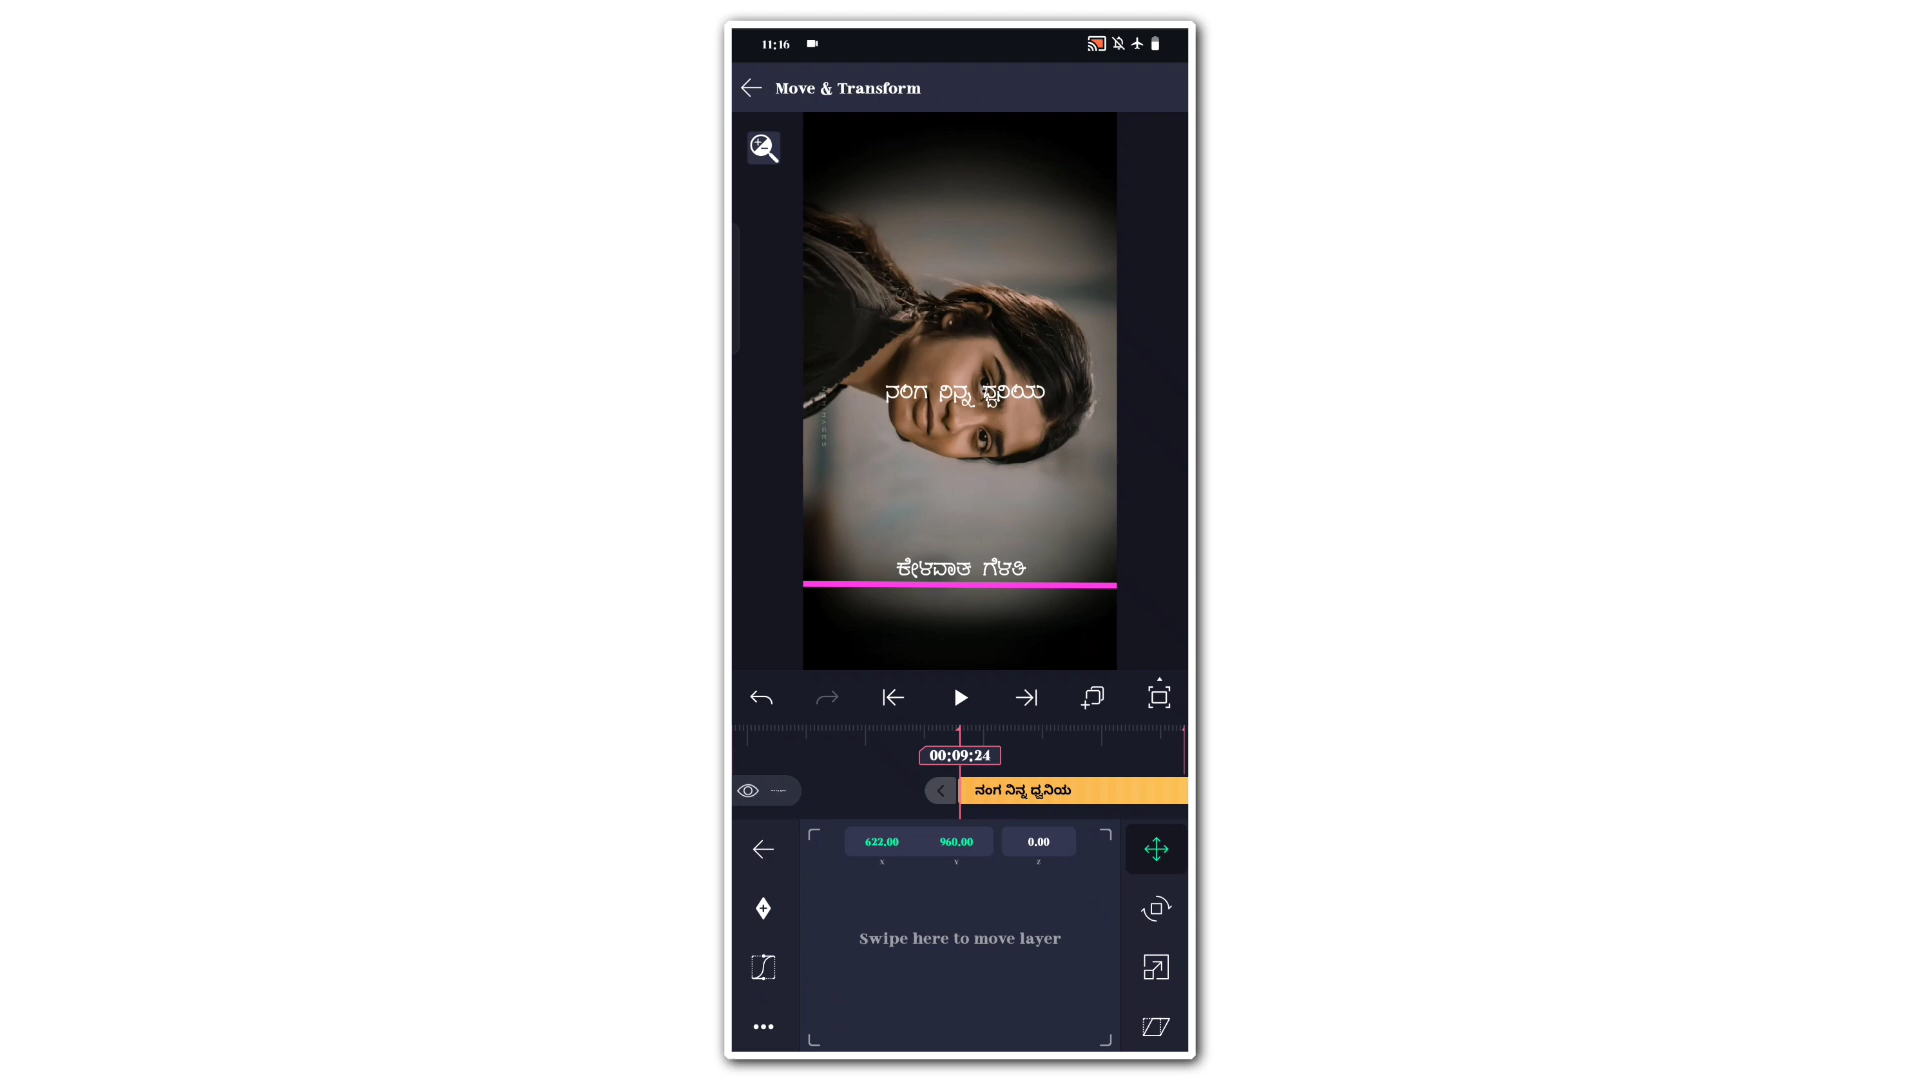 11:16
Move & Transform
ನಂಗ ನಿನ್ನ ಧ್ವನಿಯ
ಕೇಳವಾತ ಗೆಳತಿ
00:09:24
ನಂಗ ನಿನ್ನ ಧ್ವನಿಯ
622.00 960.00 0.00
X Y Z
Swipe here to move layer